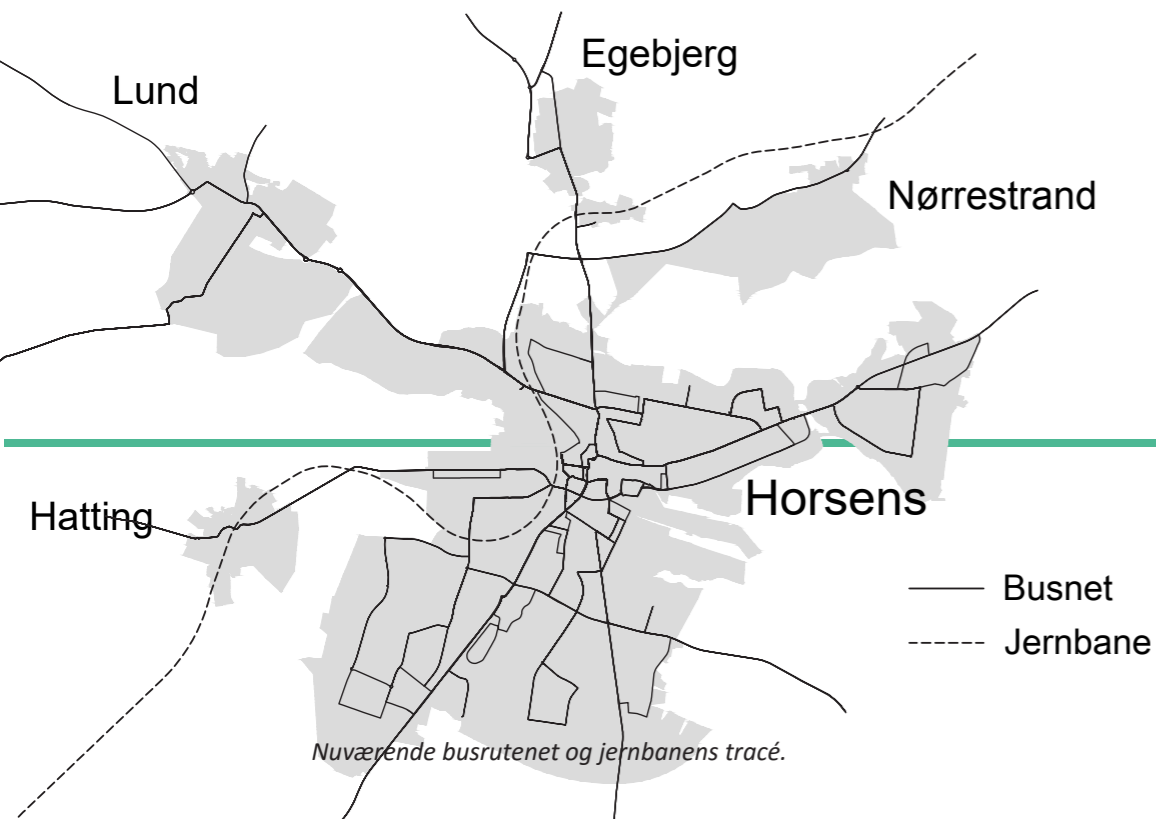 Egebjerg
Lund
Nørrestrand
Horsens
Hatting
Busnet
Jernbane
Nuværende busrutenet og jernbanens tracé.